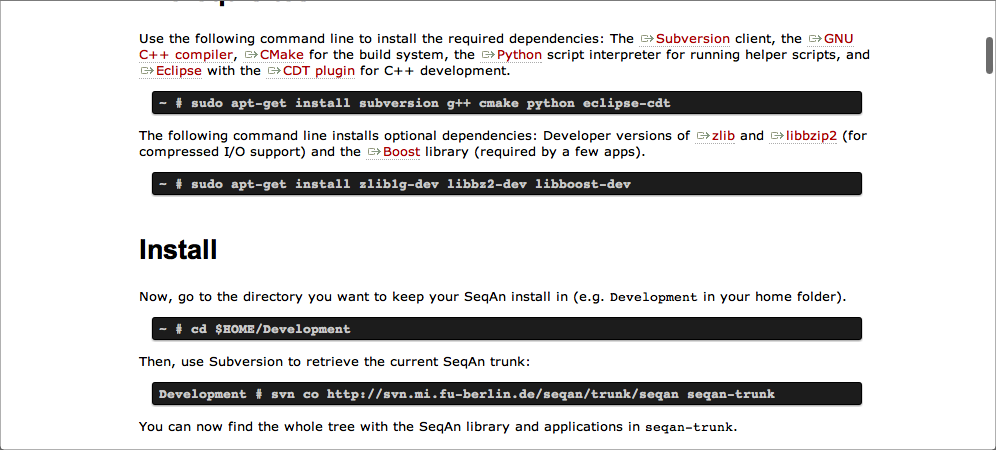 Use the following command line to install the required dependencies: The Subversion client, the GNU
C++ compiler, CMake for the build system, the Python script interpreter for running helper scripts, and
Eclipse with the CDT plugin for C++ development.
~ # sudo apt-get install subversion g++ cmake python eclipse-cdt
The following command line installs optional dependencies: Developer versions of zlib and libbzip2 (for
compressed I/O support) and the Boost library (required by a few apps).
~ # sudo apt-get install zlib1g-dev libbz2-dev libboost-dev
Install
Now, go to the directory you want to keep your SeqAn install in (e.g. Development in your home folder).
~ # cd $HOME/Development
Then, use Subversion to retrieve the current SeqAn trunk:
Development # svn co http://svn.mi.fu-berlin.de/seqan/trunk/seqan seqan-trunk
You can now find the whole tree with the SeqAn library and applications in seqan-trunk.